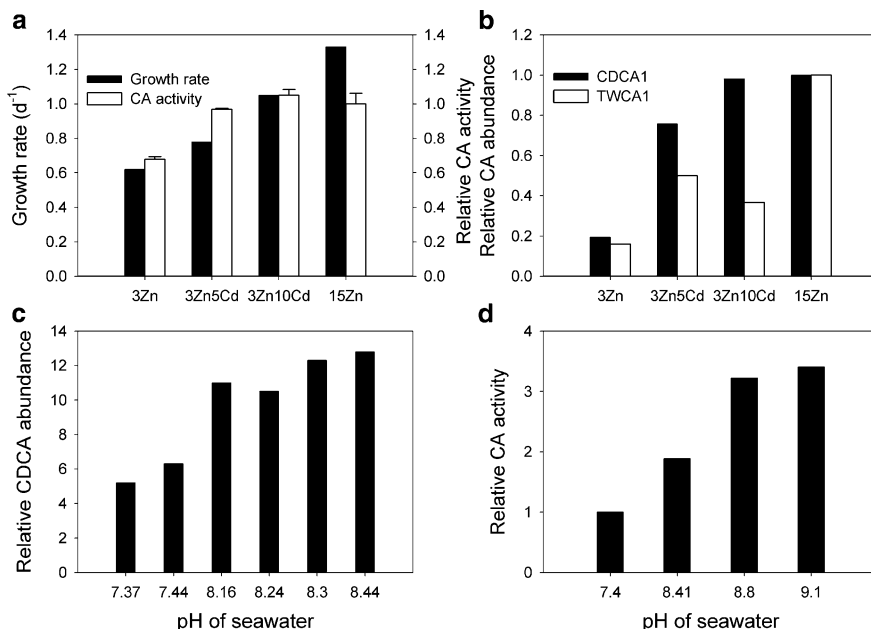 a
1.4
1.2
1.0
0.8
0.6
0.4
0.2
0.0
Growth rate (d-1)
Growth rate
CA activity
3Zn 3Zn5Cd 3Zn10Cd 15Zn
1.4
1.2
1.0
0.8
0.6
0.4
0.2
0.0
Relative CA activity
b
1.2
1.0
0.8
0.6
0.4
0.2
0.0
Relative CA abundance
CDCA1
TWCA1
3Zn 3Zn5Cd 3Zn10Cd 15Zn
c
14
12
10
8
6
4
2
0
Relative CDCA abundance
7.37 7.44 8.16 8.24 8.3 8.44
pH of seawater
d
4
3
2
1
0
Relative CA activity
7.4 8.41 8.8 9.1
pH of seawater